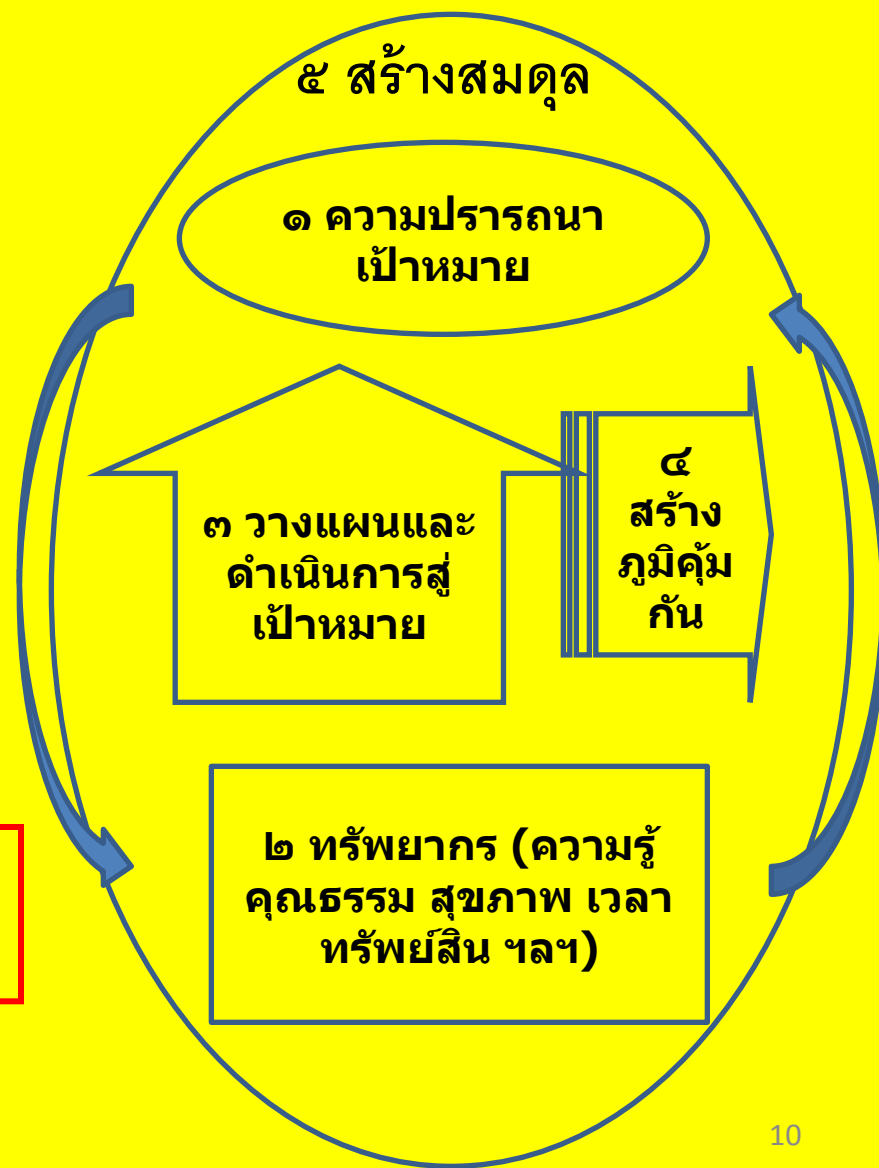 ๕ สร้างสมดุล
๑ ความปรารถนา
เป้าหมาย
๓ วางแผนและ
ดำเนินการสู่
เป้าหมาย
๔
สร้าง
ภูมิคุ้ม
กัน
๒ ทรัพยากร (ความรู้
คุณธรรม สุขภาพ เวลา
ทรัพย์สิน ฯลฯ)
10